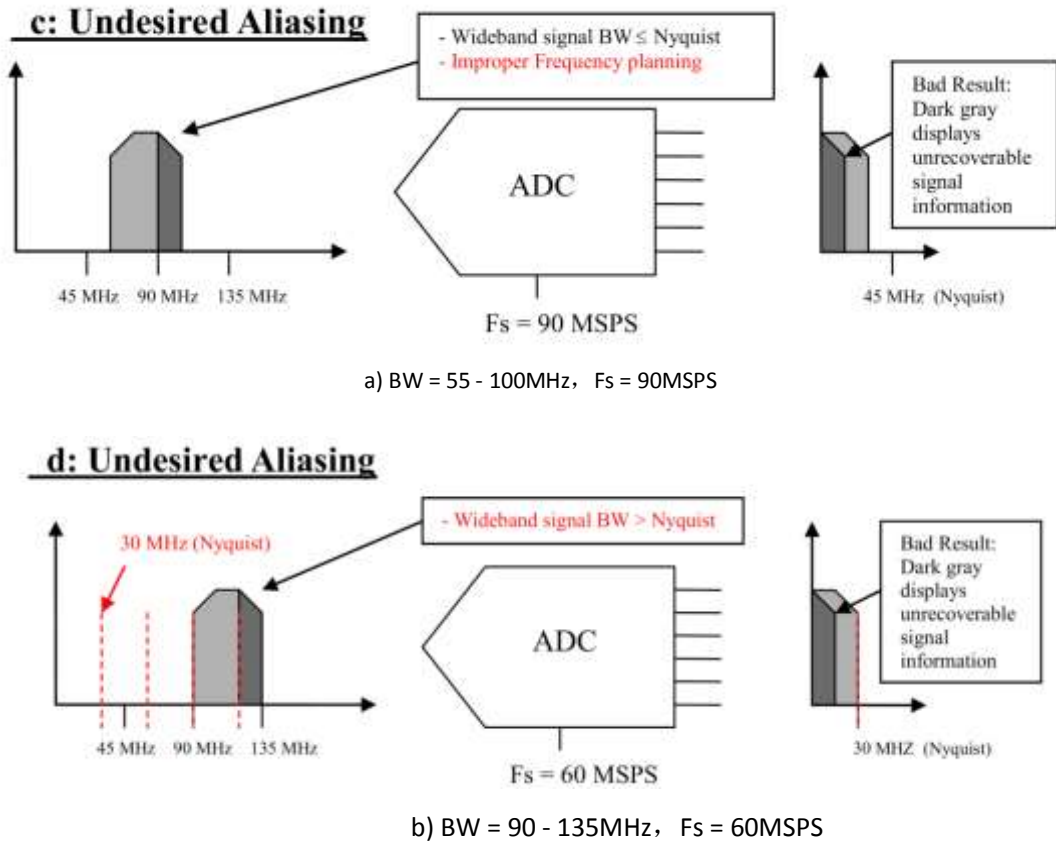 c: Undesired Aliasing
- Wideband signal BW ≤ Nyquist
- Improper Frequency planning
ADC
Bad Result:
Dark gray
displays
unrecoverable
signal
information
45 MHz
90 MHz
135 MHz
45 MHz (Nyquist)
Fs = 90 MSPS
a) BW = 55 - 100MHz，Fs = 90MSPS
d: Undesired Aliasing
- Wideband signal BW > Nyquist
30 MHz (Nyquist)
ADC
Bad Result:
Dark gray
displays
unrecoverable
signal
information
45 MHz
90 MHz
135 MHz
30 MHZ (Nyquist)
Fs = 60 MSPS
b) BW = 90 - 135MHz，Fs = 60MSPS